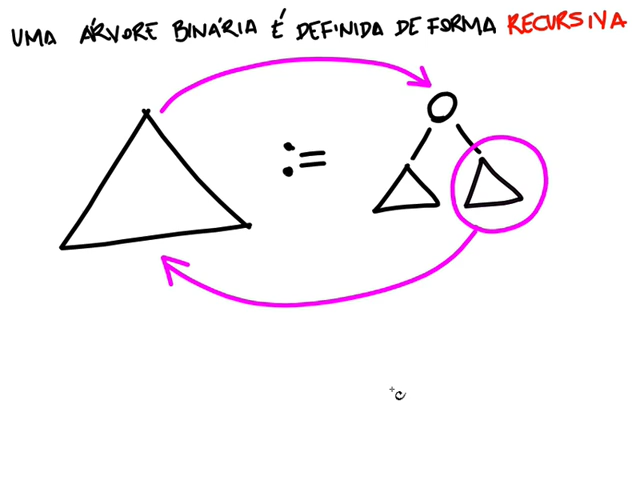 UMA ÁRVORE BINÁRIA É DEFINIDA DE FORMA RECURSIVA
:=